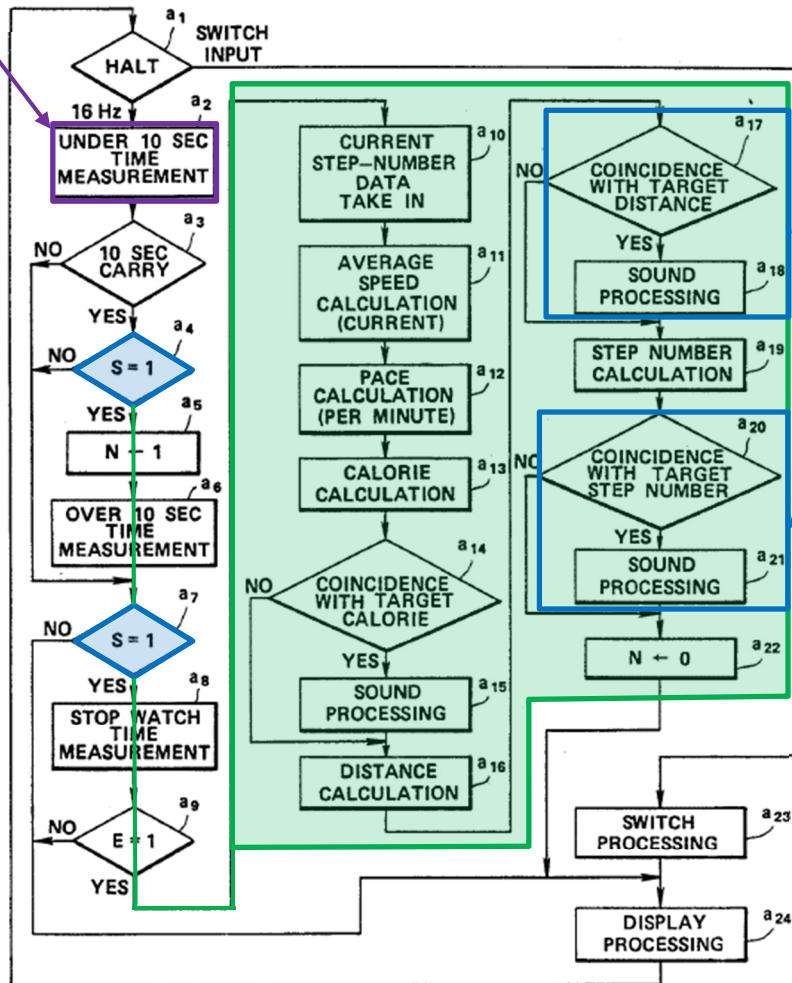 a1
SWITCH
INPUT
HALT
16 Hz
a2
UNDER 10 SEC
TIME
MEASUREMENT
a3
NO
10 SEC
CARRY
YES
a4
NO
S = 1
YES
a5
N ← 1
a6
OVER 10 SEC
TIME
MEASUREMENT
a7
NO
S = 1
YES
a8
STOP WATCH
TIME
MEASUREMENT
a9
NO
E = 1
YES
a10
CURRENT
STEP-NUMBER
DATA
TAKE IN
a11
AVERAGE
SPEED
CALCULATION
(CURRENT)
a12
PACE
CALCULATION
(PER MINUTE)
a13
CALORIE
CALCULATION
a14
NO
COINCIDENCE
WITH TARGET
CALORIE
YES
a15
SOUND
PROCESSING
a16
DISTANCE
CALCULATION
a17
NO
COINCIDENCE
WITH TARGET
DISTANCE
YES
a18
SOUND
PROCESSING
a19
STEP NUMBER
CALCULATION
a20
NO
COINCIDENCE
WITH TARGET
STEP NUMBER
YES
a21
SOUND
PROCESSING
a22
N ← 0
a23
SWITCH
PROCESSING
a24
DISPLAY
PROCESSING